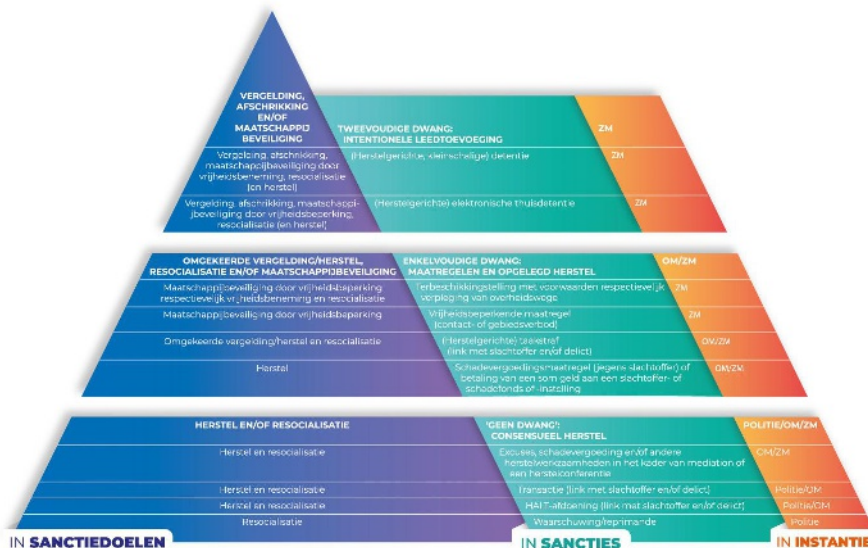 VERGELDING,
AFSCHRIKKING
EN/OF
MAATSCHAPPIJ
BEVEILIGING
TWEEVOUDIGE DWANG:
INTENTIONELE LEEDTOEVOEGING
ZM
Vergelding, afschrikking,
maatschappijbeveiliging door
vrijheidsbeneming, resocialisatie
(en herstel)
(Herstelgerichte, kleinschalige) detentie
ZM
Vergelding, afschrikking, maatschappi-
jbeveiliging door vrijheidsbeperking,
resocialisatie (en herstel)
(Herstelgerichte) elektronische thuisdetentie
ZM
OMGEKEERDE VERGELDING/HERSTEL,
RESOCIALISATIE EN/OF MAATSCHAPPIJBEVEILIGING
ENKELVOUDIGE DWANG:
MAATREGELEN EN OPGELEGD HERSTEL
OM/ZM
Maatschappijbeveiliging door vrijheidsbeperking
respectievelijk vrijheidsbeneming en resocialisatie
Terbeschikkingstelling met voorwaarden respectievelijk
verpleging van overheidswege
ZM
Maatschappijbeveiliging door vrijheidsbeperking
Vrijheidsbeperkende maatregel
(contact- of gebiedsverbod)
ZM
Omgekeerde vergelding/herstel en resocialisatie
(Herstelgerichte) taakstraf
(link met slachtoffer en/of delict)
OM/ZM
Herstel
Schadevergoedingsmaatregel (jegens slachtoffer) of
betaling van een som geld aan een slachtoffer- of
schadefonds of -instelling
OM/ZM
HERSTEL EN/OF RESOCIALISATIE
'GEEN DWANG':
CONSENSUEEL HERSTEL
POLITIE/OM/ZM
Herstel en resocialisatie
Excuses, schadevergoeding en/of andere
herstelwerkzaamheden in het kader van mediation of
een herstelconferentie
OM/ZM
Herstel en resocialisatie
Transactie (link met slachtoffer en/of delict)
Politie/OM
Herstel en resocialisatie
HALT-afdoening (link met slachtoffer en/of delict)
Politie/OM
Resocialisatie
Waarschuwing/reprimande
Politie
IN SANCTIEDOELEN
IN SANCTIES
IN INSTANTIE